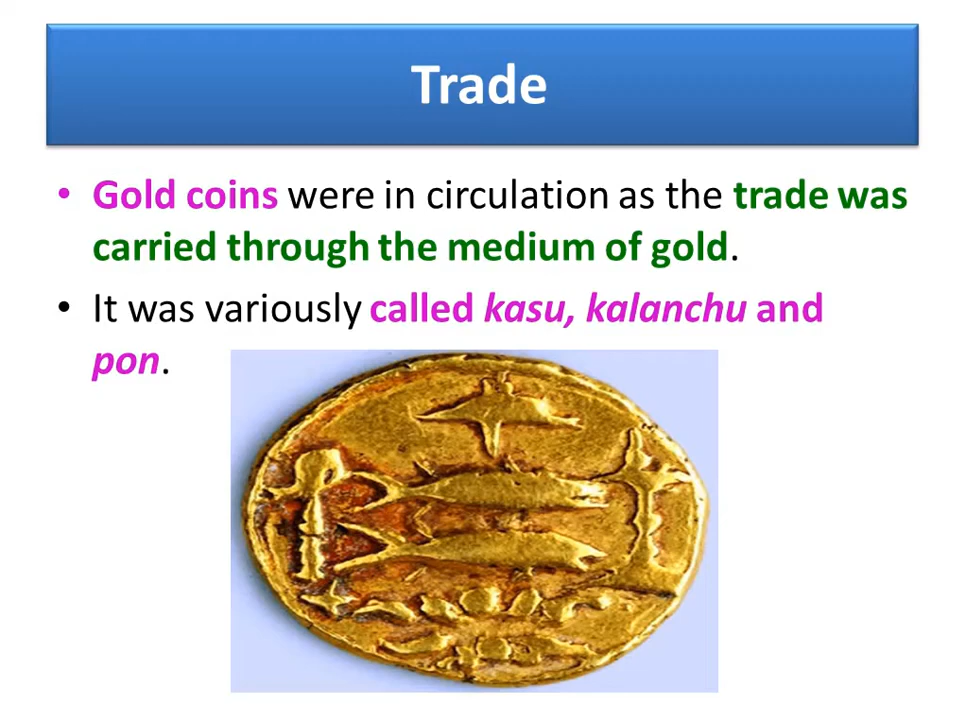 Trade
• Gold coins were in circulation as the trade was
carried through the medium of gold.
• It was variously called kasu, kalanchu and
pon.